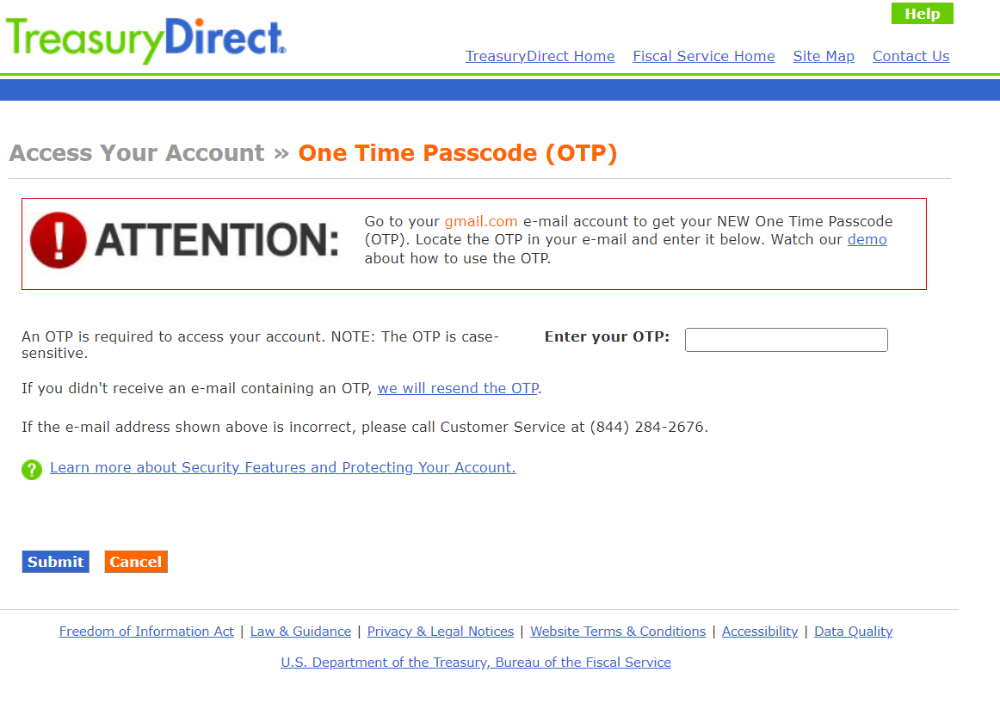 Help
TreasuryDirect®
TreasuryDirect Home Fiscal Service Home Site Map Contact Us
Access Your Account » One Time Passcode (OTP)
ATTENTION:
Go to your gmail.com e-mail account to get your NEW One Time Passcode
(OTP). Locate the OTP in your e-mail and enter it below. Watch our demo
about how to use the OTP.
An OTP is required to access your account. NOTE: The OTP is case-
sensitive.
Enter your OTP:
If you didn't receive an e-mail containing an OTP, we will resend the OTP.
If the e-mail address shown above is incorrect, please call Customer Service at (844) 284-2676.
? Learn more about Security Features and Protecting Your Account.
Submit Cancel
Freedom of Information Act | Law & Guidance | Privacy & Legal Notices | Website Terms & Conditions | Accessibility | Data Quality
U.S. Department of the Treasury, Bureau of the Fiscal Service